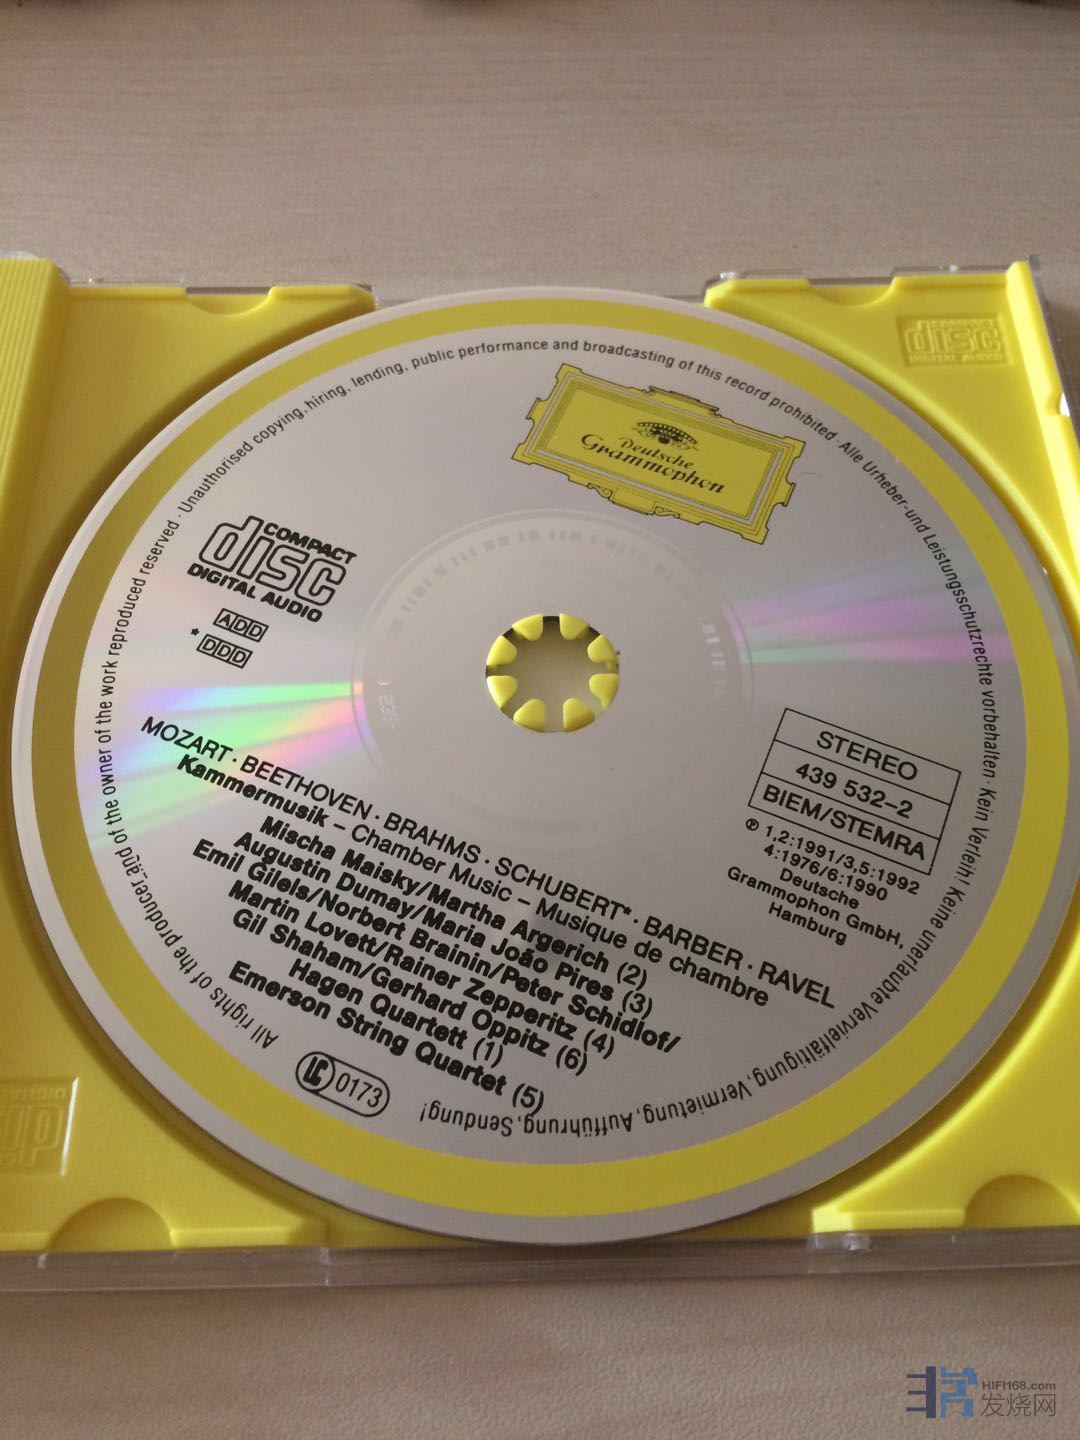 COMPACT
disc
DIGITAL AUDIO
Deutsche
Grammophon
COMPACT
disc
DIGITAL AUDIO
ADD
* DDD
STEREO
439 532-2
BIEM/STEMRA
℗ 1,2:1991/3,5:1992
4:1976/6:1990
Deutsche
Grammophon GmbH,
Hamburg
MOZART · BEETHOVEN · BRAHMS · SCHUBERT* · BARBER · RAVEL
Kammermusik – Chamber Music – Musique de chambre
Mischa Maisky/Martha Argerich (2)
Augustin Dumay/Maria João Pires (3)
Emil Gilels/Norbert Brainin/Peter Schidlof/
Martin Lovett/Rainer Zepperitz (4)
Gil Shaham/Gerhard Oppitz (6)
Hagen Quartett (1)
Emerson String Quartet (5)
LC 0173
All rights of the producer and of the owner of the work reproduced reserved · Unauthorised copying, hiring, lending, public performance and broadcasting of this record prohibited · Alle Urheber- und Leistungsschutzrechte vorbehalten · Kein Verleih! Keine unerlaubte Vervielfältigung, Vermietung, Aufführung, Sendung!
HIFI168.com
发烧网